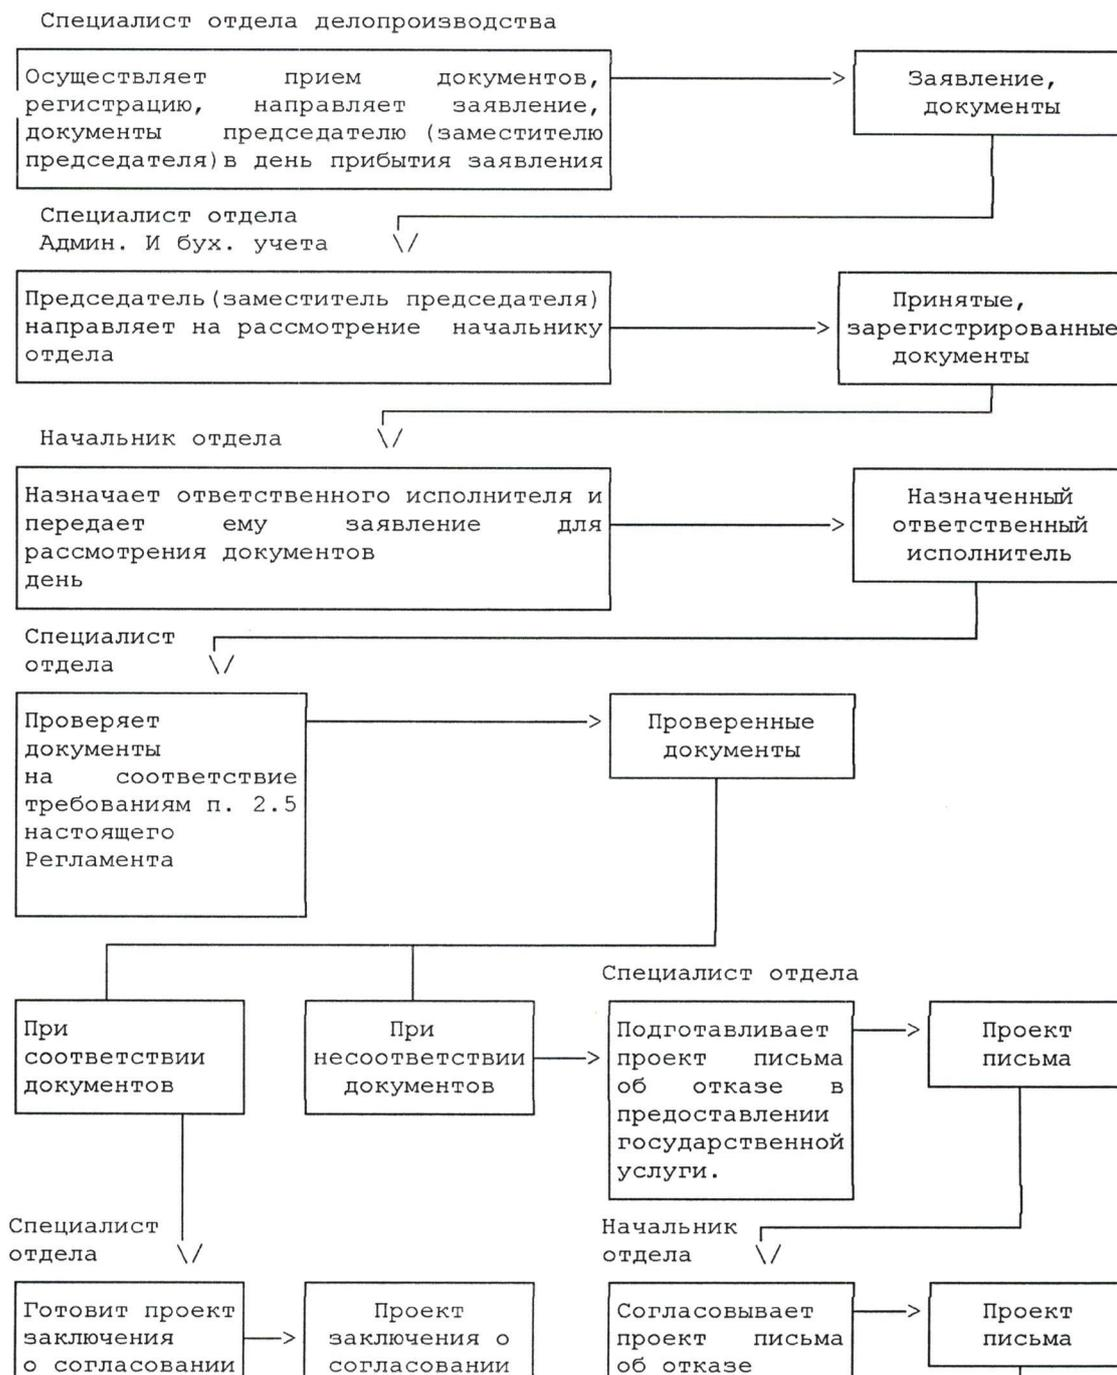 Специалист отдела делопроизводства
Осуществляет прием документов,
регистрацию, направляет заявление,
документы председателю (заместителю
председателя)в день прибытия заявления
Заявление,
документы
Специалист отдела
Админ. И бух. учета
Председатель(заместитель председателя)
направляет на рассмотрение начальнику
отдела
Принятые,
зарегистрированные
документы
Начальник отдела
Назначает ответственного исполнителя и
передает ему заявление для
рассмотрения документов
день
Назначенный
ответственный
исполнитель
Специалист
отдела
Проверяет
документы
на соответствие
требованиям п. 2.5
настоящего
Регламента
Проверенные
документы
При
соответствии
документов
При
несоответствии
документов
Специалист отдела
Подготавливает
проект письма
об отказе в
предоставлении
государственной
услуги.
Проект
письма
Специалист
отдела
Готовит проект
заключения
о согласовании
Проект
заключения о
согласовании
Начальник
отдела
Согласовывает
проект письма
об отказе
Проект
письма